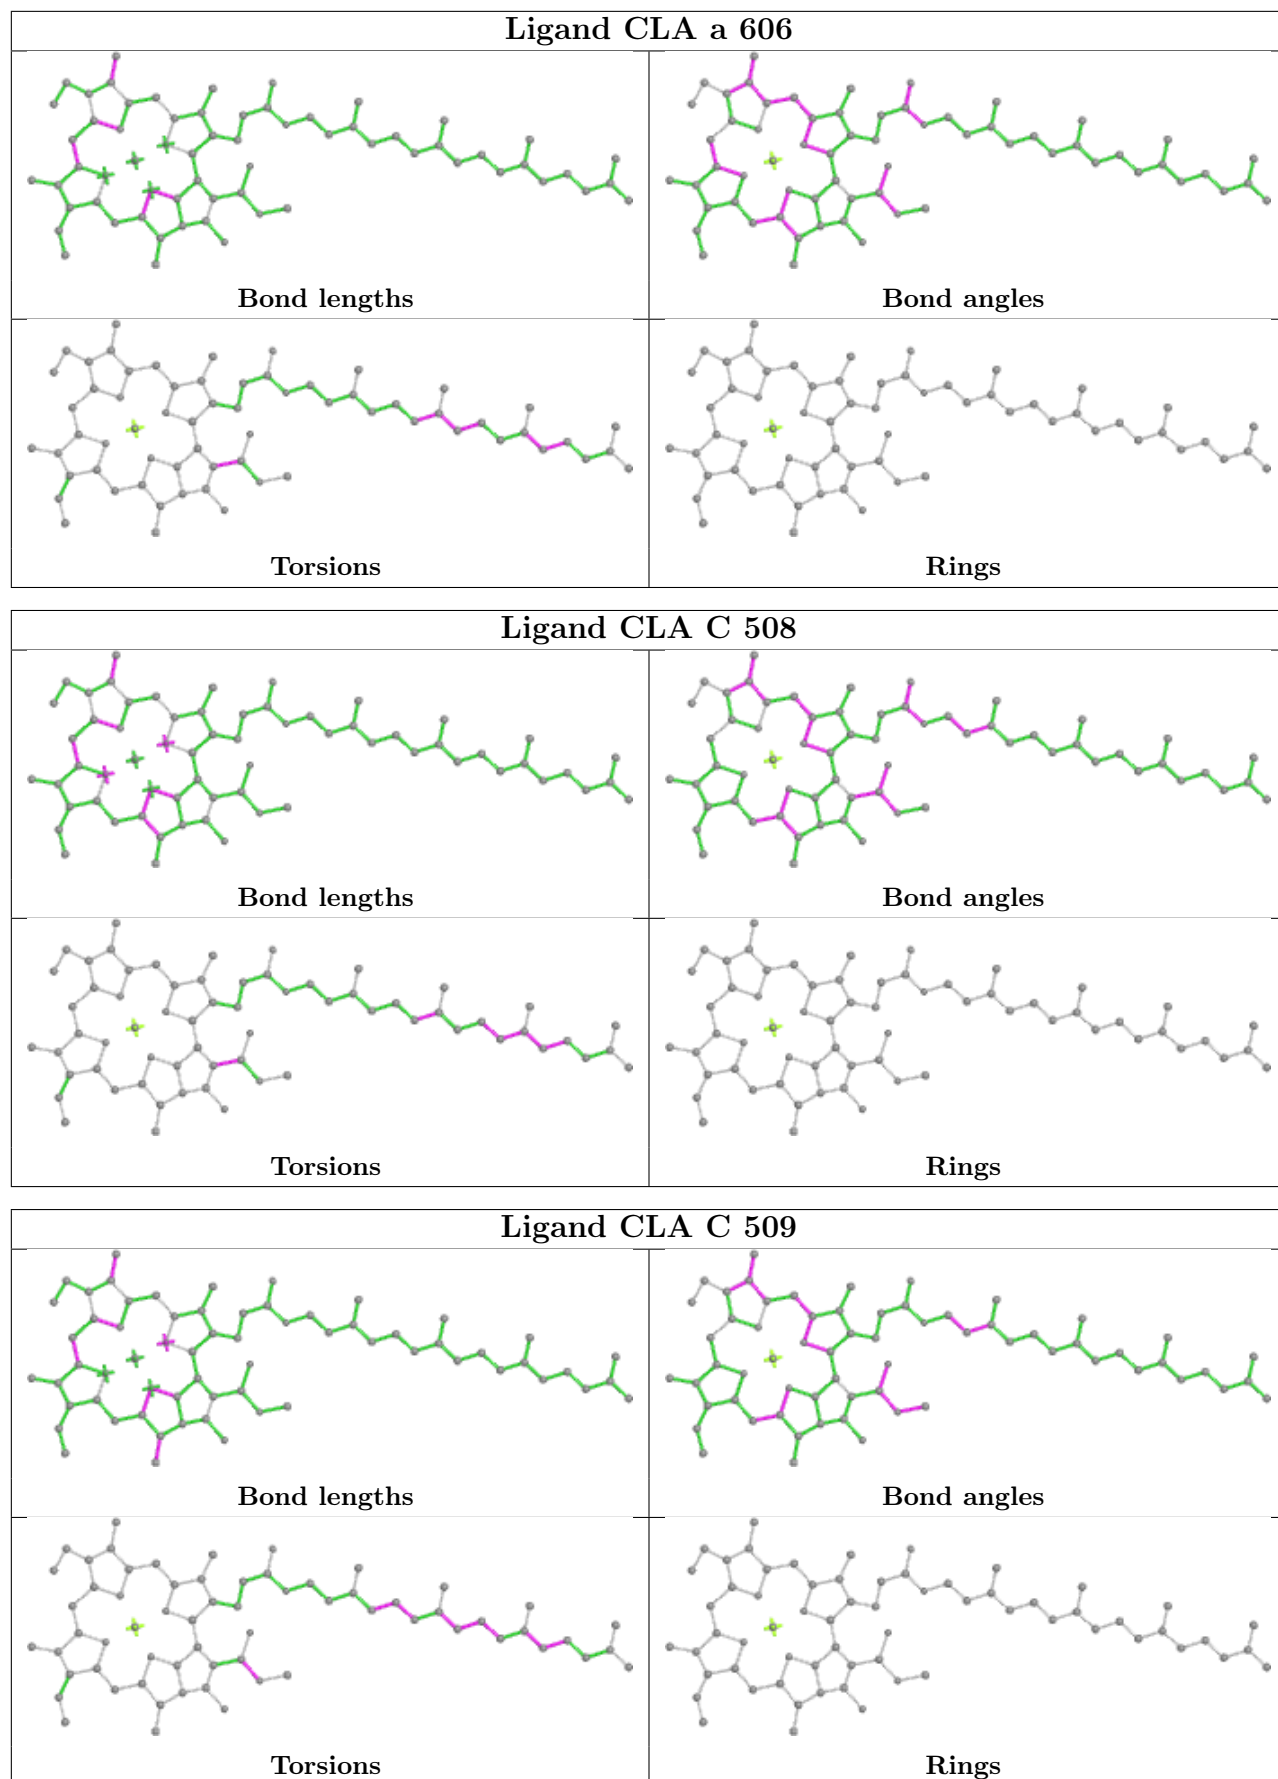 Ligand CLA a 606
Bond lengths
Bond angles
Torsions
Rings
Ligand CLA C 508
Bond lengths
Bond angles
Torsions
Rings
Ligand CLA C 509
Bond lengths
Bond angles
Torsions
Rings